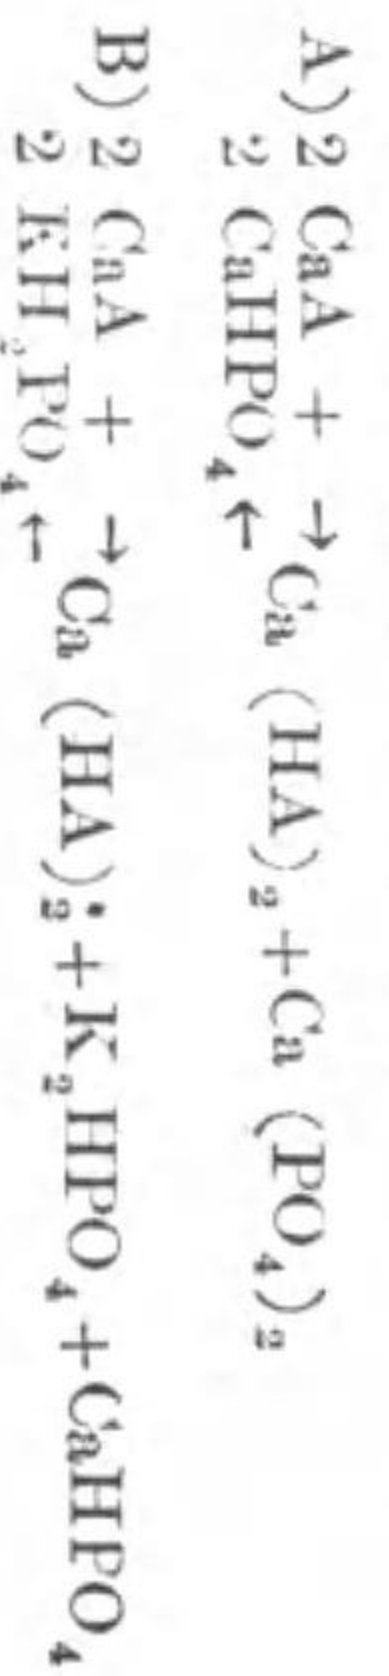 A) 2 CaA + → Ca (HA)₂ + Ca (PO₄)₂
2 CaHPO₄ ←
B) 2 CaA + → Ca (HA)₂ + K₂HPO₄ + CaHPO₄
2 KH₂PO₄ ←